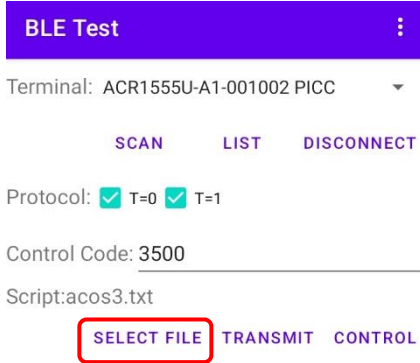 BLE Test
Terminal: ACR1555U-A1-001002 PICC
SCAN LIST DISCONNECT
Protocol: T=0 T=1
Control Code: 3500
Script:acos3.txt
SELECT FILE TRANSMIT CONTROL